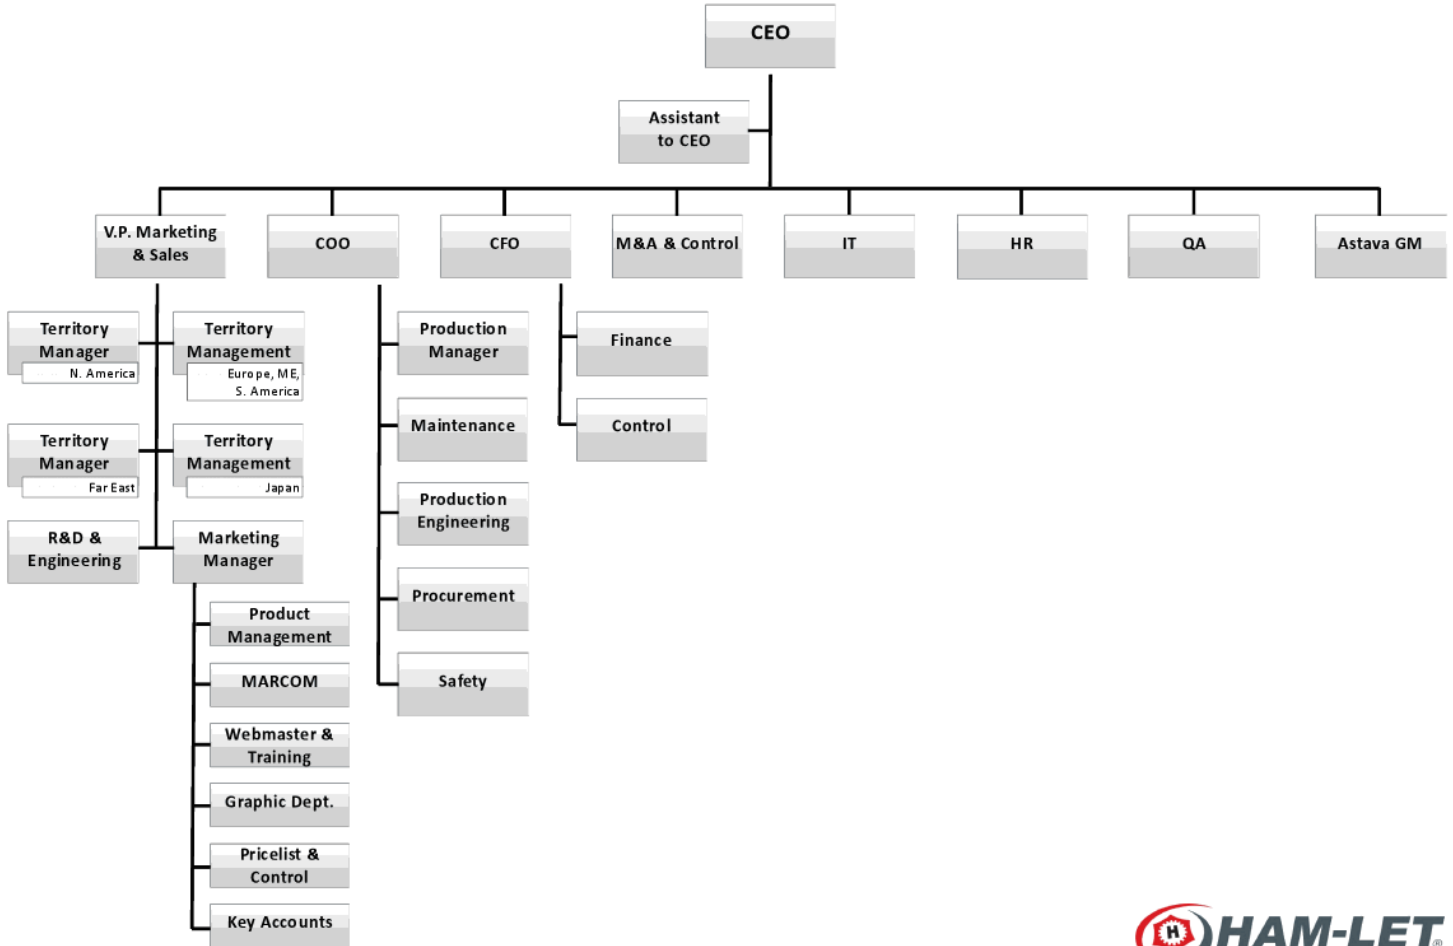 CEO
Assistant
to CEO
V.P. Marketing
& Sales
COO
CFO
M&A & Control
IT
HR
QA
Astava GM
Territory
Manager
N. America
Territory
Management
Europe, ME,
S. America
Territory
Manager
Far East
Territory
Management
Japan
R&D &
Engineering
Marketing
Manager
Product
Management
MARCOM
Webmaster &
Training
Graphic Dept.
Pricelist &
Control
Key Accounts
Production
Manager
Maintenance
Production
Engineering
Procurement
Safety
Finance
Control
H HAM-LET®